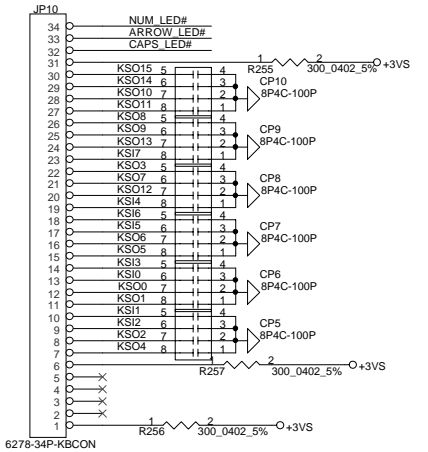 JP10
34 NUM_LED#
33 ARROW_LED#
32 CAPS_LED#
31 1 R255 2 300_0402_5% +3VS
30 KSO15 5 4
29 KSO14 6 3 CP10
28 KSO10 7 2 8P4C-100P
27 KSO11 8 1
26 KSO8 5 4
25 KSO9 6 3 CP9
24 KSO13 7 2 8P4C-100P
23 KSI7 8 1
22 KSO3 5 4
21 KSO7 6 3 CP8
20 KSO12 7 2 8P4C-100P
19 KSI4 8 1
18 KSI6 5 4
17 KSI5 6 3 CP7
16 KSO6 7 2 8P4C-100P
15 KSO5 8 1
14 KSI3 5 4
13 KSI0 6 3 CP6
12 KSO0 7 2 8P4C-100P
11 KSO1 8 1
10 KSI1 5 4
9 KSI2 6 3 CP5
8 KSO2 7 2 8P4C-100P
7 KSO4 8 1
6 1 R257 2 300_0402_5% +3VS
5
4
3
2
1 1 R256 2 300_0402_5% +3VS
6278-34P-KBCON